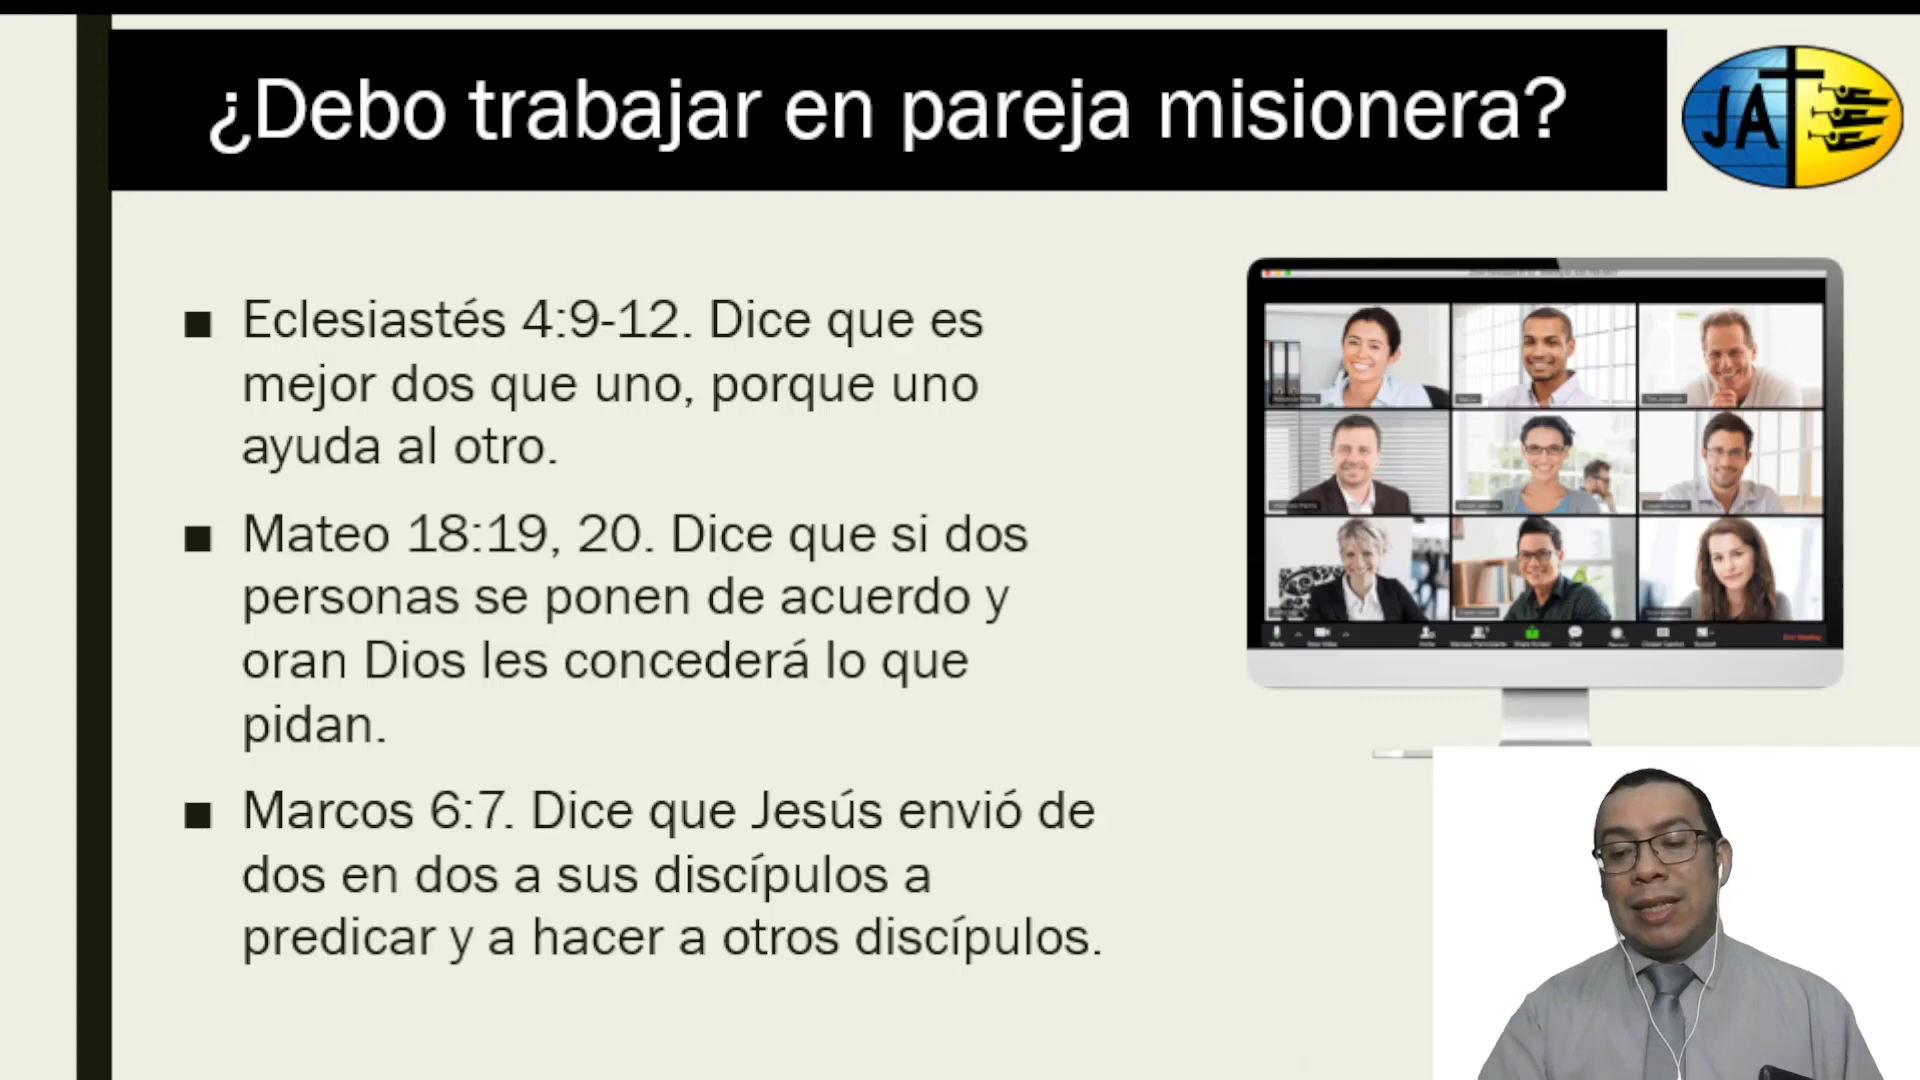 ¿Debo trabajar en pareja misionera?
JA
■ Eclesiastés 4:9-12. Dice que es
mejor dos que uno, porque uno
ayuda al otro.
■ Mateo 18:19, 20. Dice que si dos
personas se ponen de acuerdo y
oran Dios les concederá lo que
pidan.
■ Marcos 6:7. Dice que Jesús envió de
dos en dos a sus discípulos a
predicar y a hacer a otros discípulos.